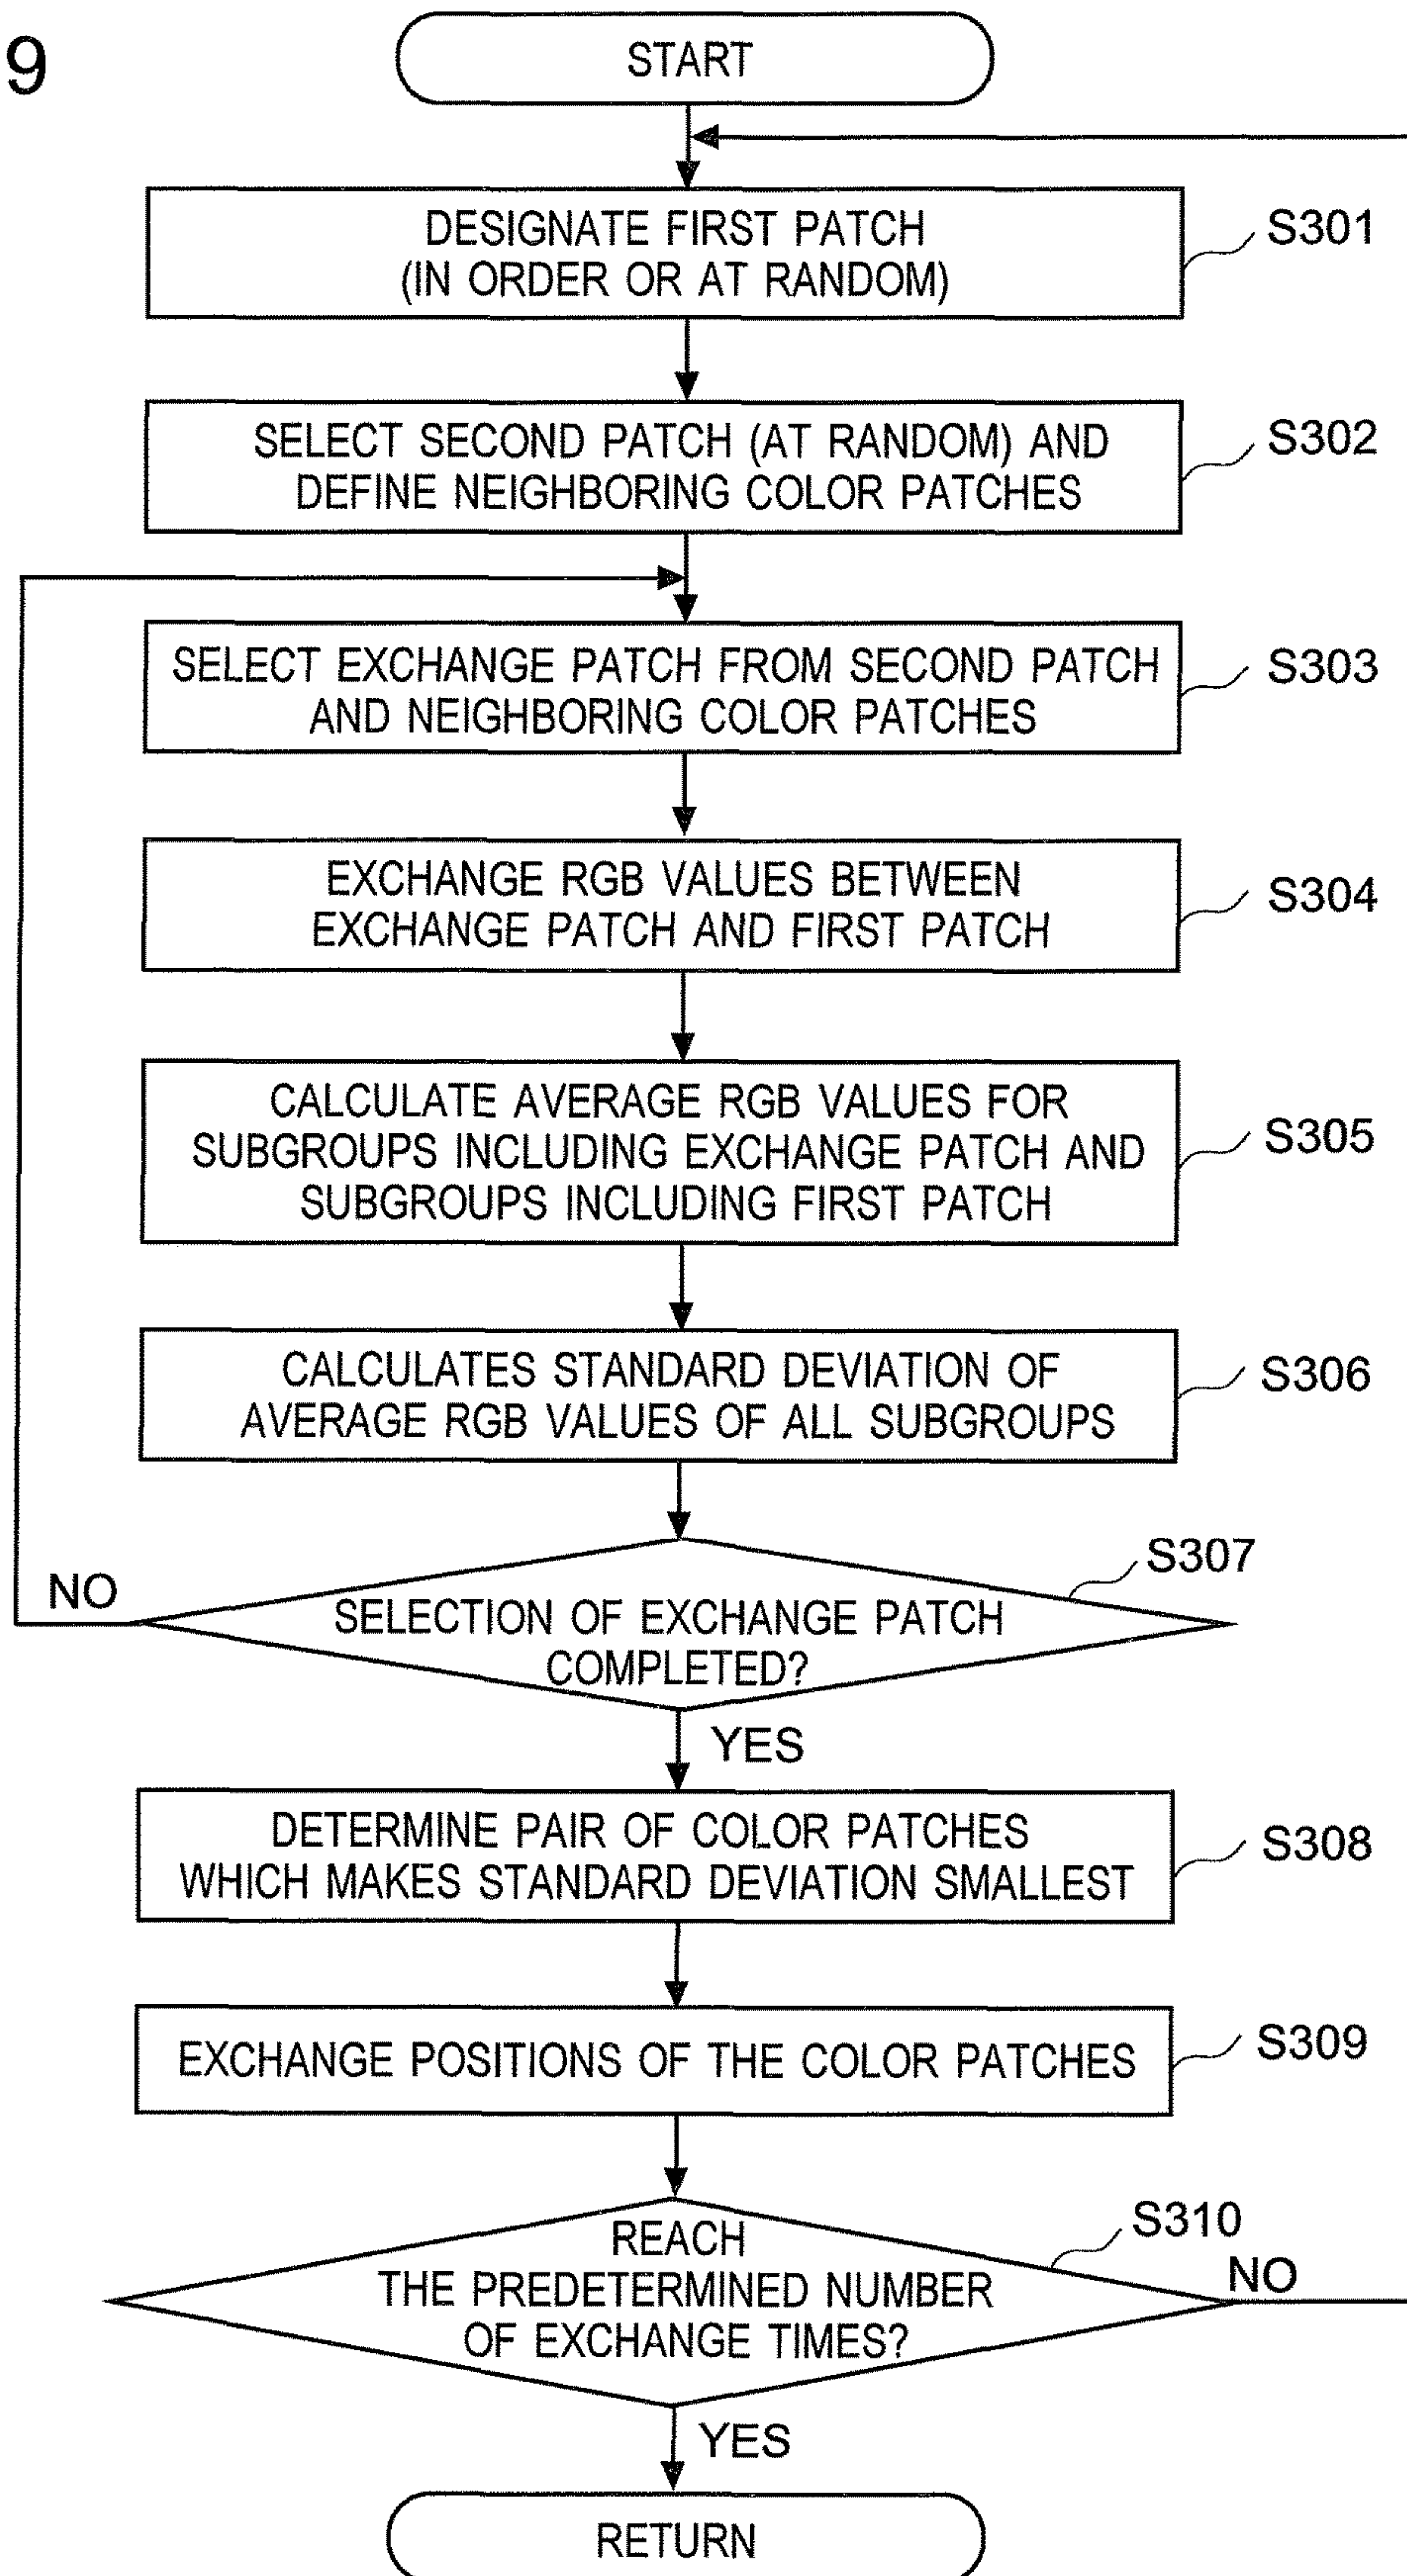 9
START
DESIGNATE FIRST PATCH
(IN ORDER OR AT RANDOM)
S301
SELECT SECOND PATCH (AT RANDOM) AND
DEFINE NEIGHBORING COLOR PATCHES
S302
SELECT EXCHANGE PATCH FROM SECOND PATCH
AND NEIGHBORING COLOR PATCHES
S303
EXCHANGE RGB VALUES BETWEEN
EXCHANGE PATCH AND FIRST PATCH
S304
CALCULATE AVERAGE RGB VALUES FOR
SUBGROUPS INCLUDING EXCHANGE PATCH AND
SUBGROUPS INCLUDING FIRST PATCH
S305
CALCULATES STANDARD DEVIATION OF
AVERAGE RGB VALUES OF ALL SUBGROUPS
S306
S307
NO
SELECTION OF EXCHANGE PATCH
COMPLETED?
YES
DETERMINE PAIR OF COLOR PATCHES
WHICH MAKES STANDARD DEVIATION SMALLEST
S308
EXCHANGE POSITIONS OF THE COLOR PATCHES
S309
S310
REACH
THE PREDETERMINED NUMBER
OF EXCHANGE TIMES?
NO
YES
RETURN